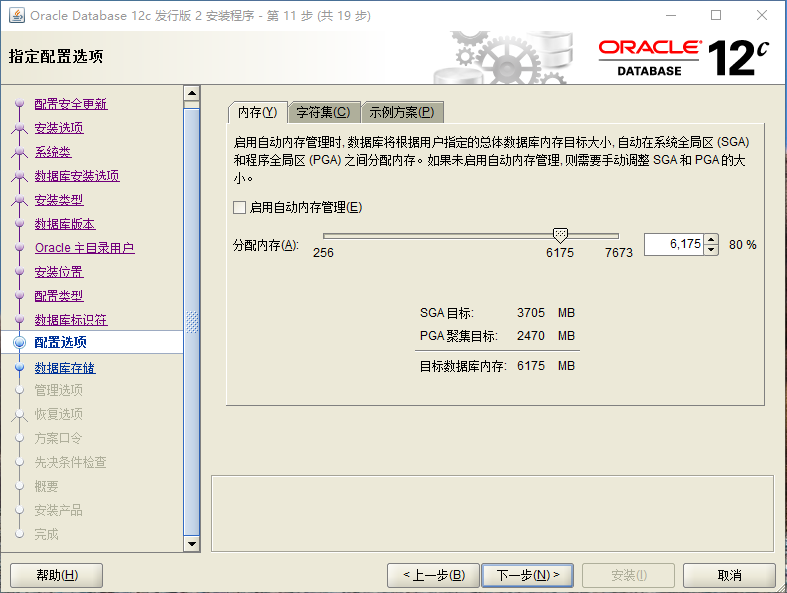 Oracle Database 12c 发行版 2 安装程序 - 第 11 步 (共 19 步)
指定配置选项
ORACLE®
DATABASE
12c
配置安全更新
安装选项
系统类
数据库安装选项
安装类型
数据库版本
Oracle 主目录用户
安装位置
配置类型
数据库标识符
配置选项
数据库存储
管理选项
恢复选项
方案口令
先决条件检查
概要
安装产品
完成
内存(Y) 字符集(C) 示例方案(P)
启用自动内存管理时, 数据库将根据用户指定的总体数据库内存目标大小, 自动在系统全局区 (SGA)
和程序全局区 (PGA) 之间分配内存。如果未启用自动内存管理, 则需要手动调整 SGA 和 PGA 的大
小。
启用自动内存管理(E)
分配内存(A): 256 6175 7673 6,175 80 %
SGA 目标: 3705 MB
PGA 聚集目标: 2470 MB
目标数据库内存: 6175 MB
帮助(H) < 上一步(B) 下一步(N) > 安装(I) 取消